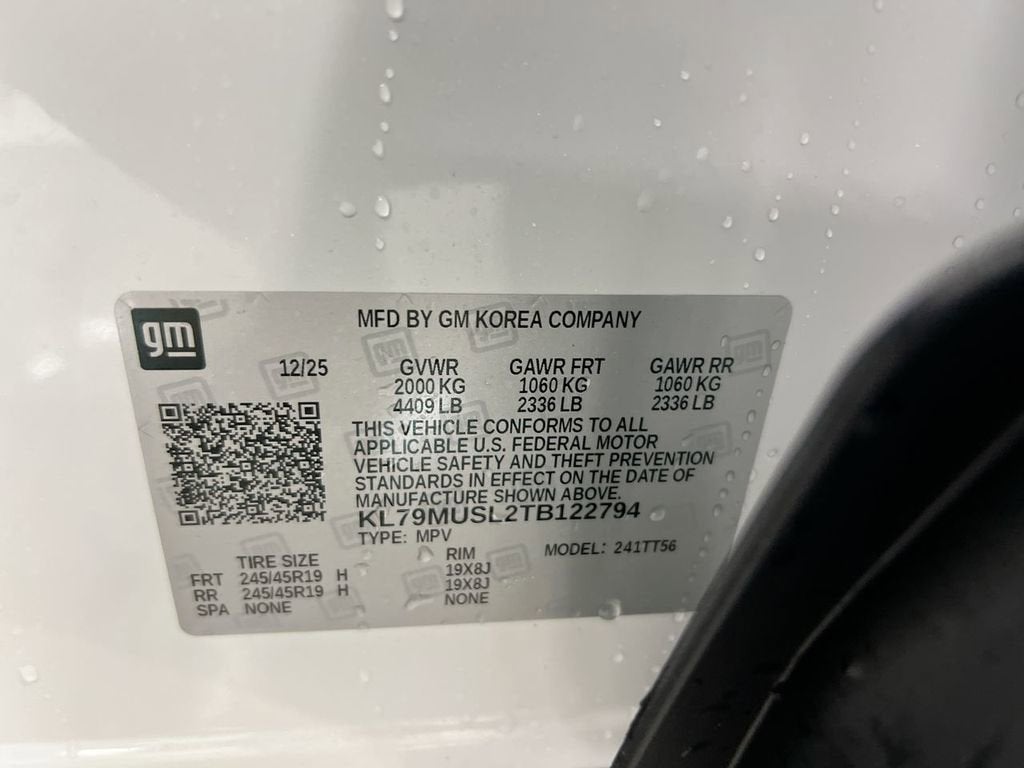 gm
MFD BY GM KOREA COMPANY
12/25 GVWR GAWR FRT GAWR RR
2000 KG 1060 KG 1060 KG
4409 LB 2336 LB 2336 LB
THIS VEHICLE CONFORMS TO ALL
APPLICABLE U.S. FEDERAL MOTOR
VEHICLE SAFETY AND THEFT PREVENTION
STANDARDS IN EFFECT ON THE DATE OF
MANUFACTURE SHOWN ABOVE.
KL79MUSL2TB122794
TYPE: MPV MODEL: 241TT56
TIRE SIZE RIM
FRT 245/45R19 H 19X8J
RR 245/45R19 H 19X8J
SPA NONE NONE